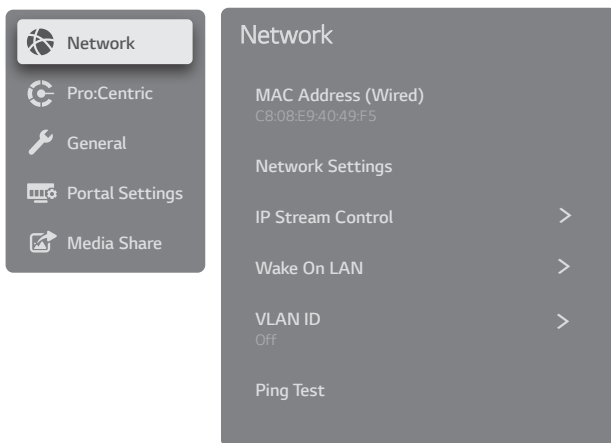 Network
Pro:Centric
General
Portal Settings
Media Share
Network
MAC Address (Wired)
C8:08:E9:40:49:F5
Network Settings
IP Stream Control
Wake On LAN
VLAN ID
Off
Ping Test